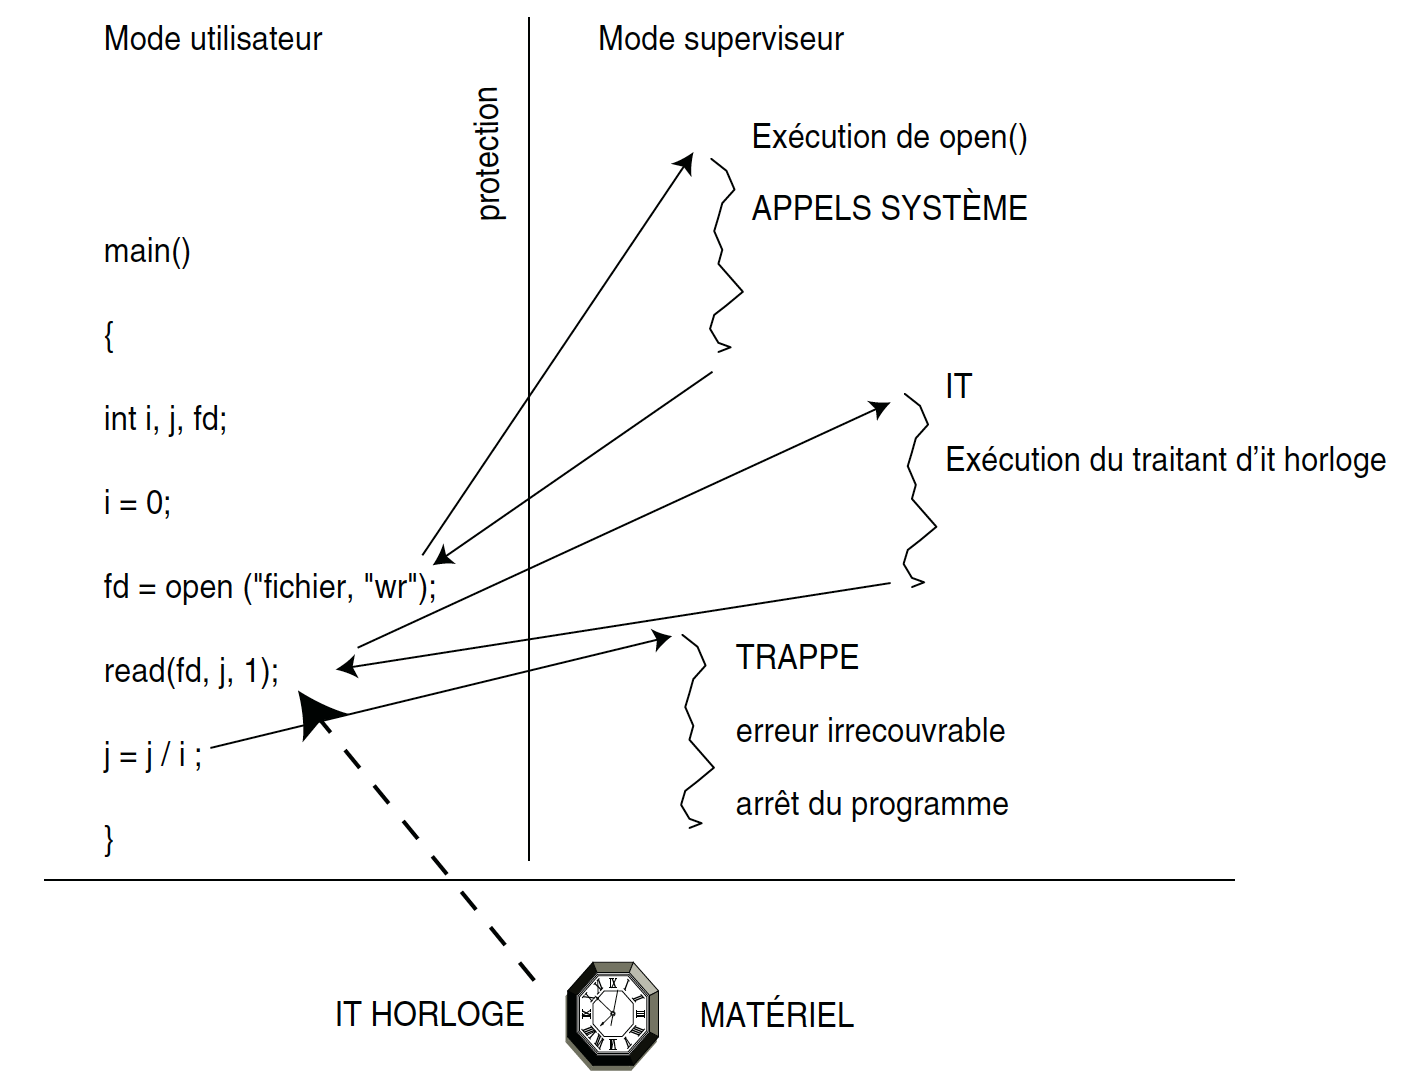 Mode utilisateur
Mode superviseur
protection
Exécution de open()
APPELS SYSTÈME
main()
{
int i, j, fd;
i = 0;
fd = open ("fichier, "wr");
read(fd, j, 1);
j = j / i ;
}
IT
Exécution du traitant d'it horloge
TRAPPE
erreur irrecouvrable
arrêt du programme
IT HORLOGE
MATÉRIEL